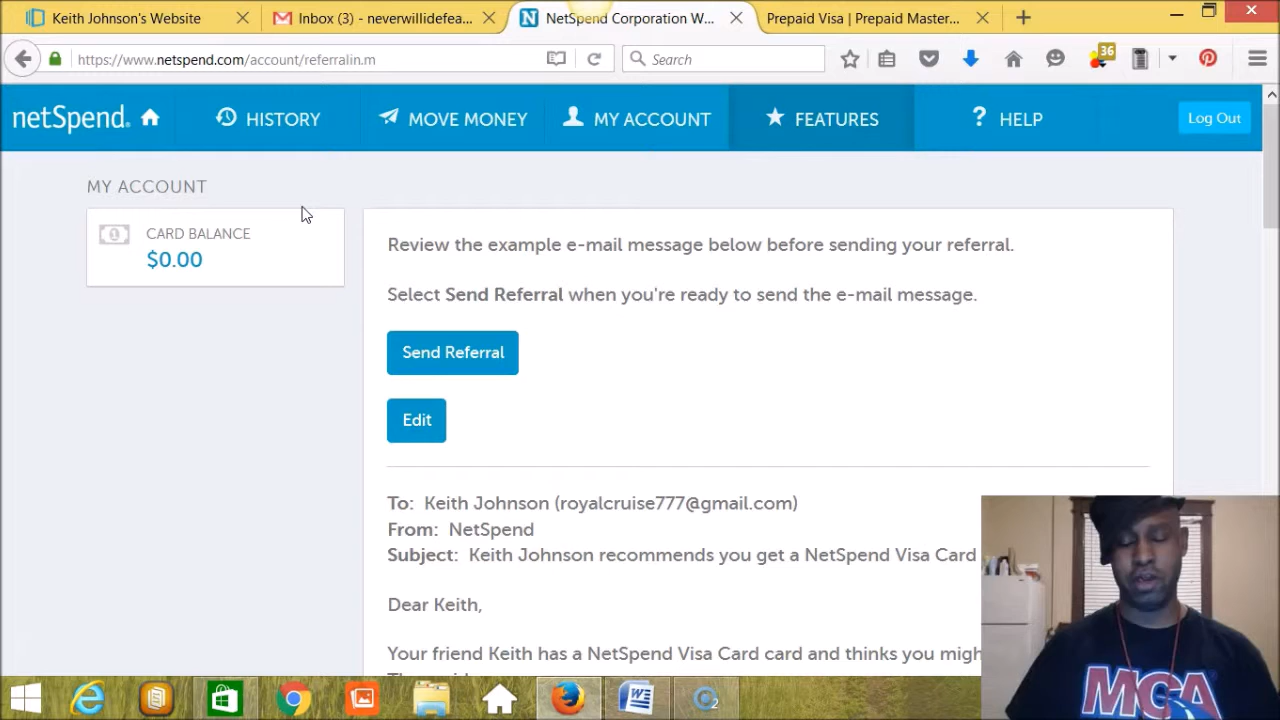 Keith Johnson's Website
Inbox (3) - neverwillidefea...
NetSpend Corporation W...
Prepaid Visa | Prepaid Master...
https://www.netspend.com/account/referralin.m
Search
36
netSpend.
HISTORY
MOVE MONEY
MY ACCOUNT
FEATURES
HELP
Log Out
MY ACCOUNT
CARD BALANCE
$0.00
Review the example e-mail message below before sending your referral.
Select Send Referral when you're ready to send the e-mail message.
Send Referral
Edit
To: Keith Johnson (royalcruise777@gmail.com)
From: NetSpend
Subject: Keith Johnson recommends you get a NetSpend Visa Card
Dear Keith,
Your friend Keith has a NetSpend Visa Card card and thinks you migh
MCA